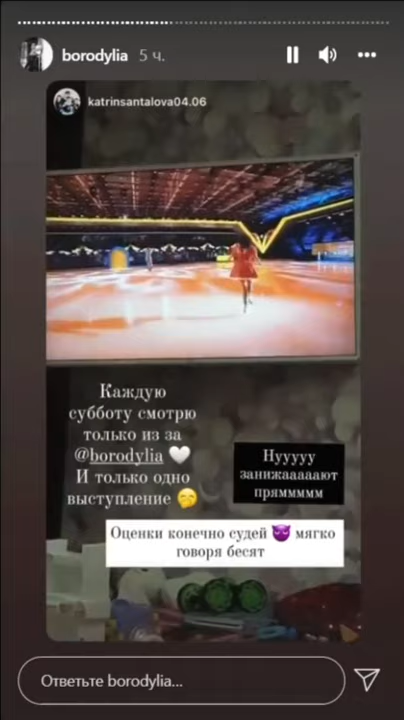 borodylia 5 ч.
katrinsantalova04.06
Каждую
субботу смотрю
только из за
@borodylia 🤍
И только одно
выступление 🤭
Нууууу
занижааааают
пряммммм
Оценки конечно судей 😈 мягко
говоря бесят
Ответьте borodylia...